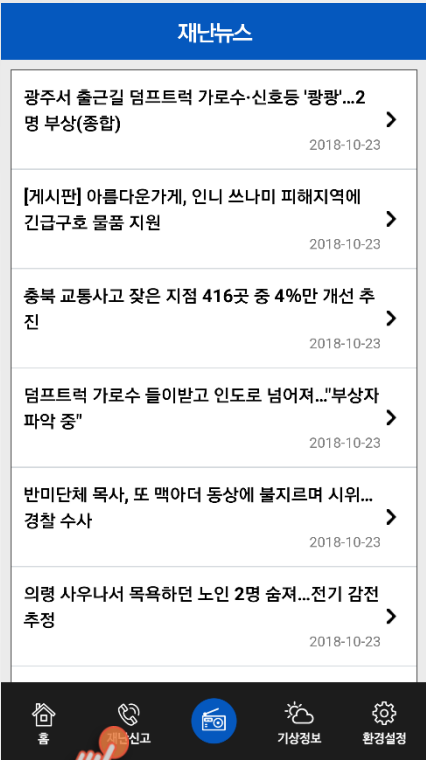 재난뉴스
광주서 출근길 덤프트럭 가로수·신호등 '쾅쾅'...2
명 부상(종합)
2018-10-23
[게시판] 아름다운가게, 인니 쓰나미 피해지역에
긴급구호 물품 지원
2018-10-23
충북 교통사고 잦은 지점 416곳 중 4%만 개선 추
진
2018-10-23
덤프트럭 가로수 들이받고 인도로 넘어져..."부상자
파악 중"
2018-10-23
반미단체 목사, 또 맥아더 동상에 불지르며 시위...
경찰 수사
2018-10-23
의령 사우나서 목욕하던 노인 2명 숨져...전기 감전
추정
2018-10-23
홈 재난신고 기상정보 환경설정